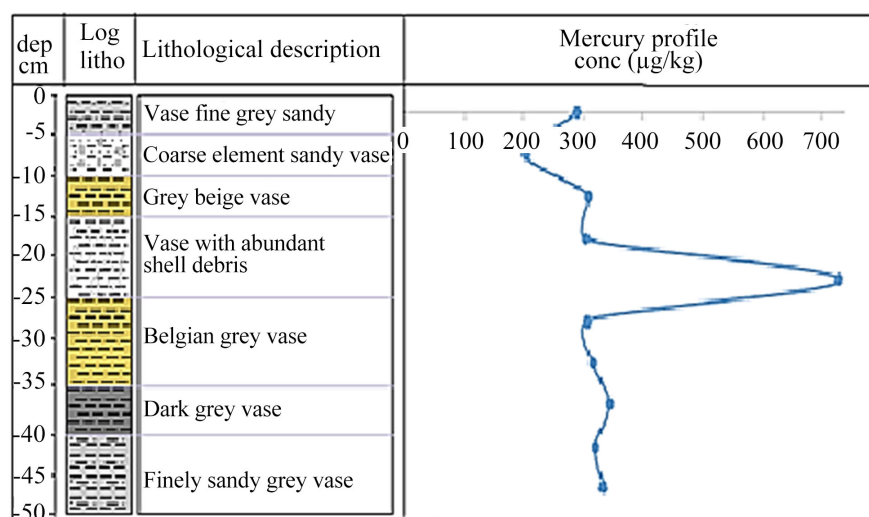 dep
cm
Log
litho
Lithological description
Mercury profile
conc (µg/kg)
0
-5
-10
-15
-20
-25
-30
-35
-40
-45
-50
Vase fine grey sandy
Coarse element sandy vase
Grey beige vase
Vase with abundant
shell debris
Belgian grey vase
Dark grey vase
Finely sandy grey vase
0 100 200 300 400 500 600 700